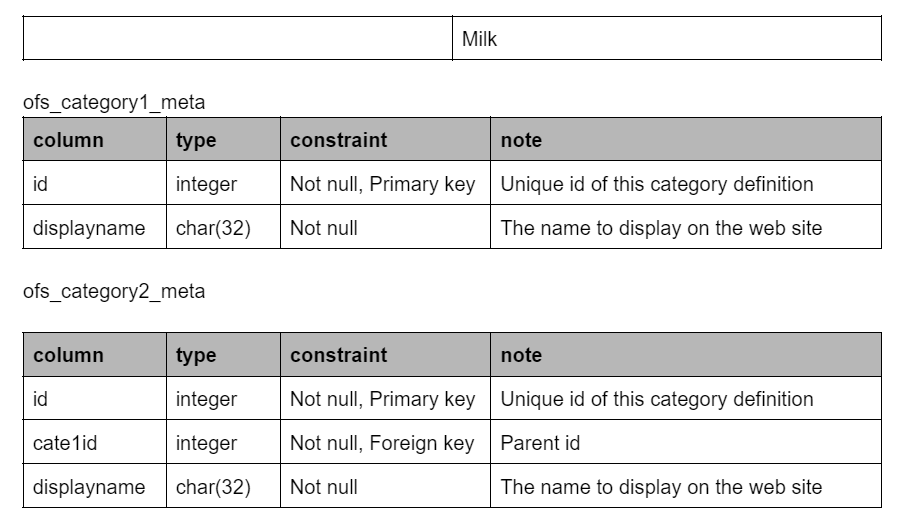 Milk
ofs_category1_meta
column type constraint note
id integer Not null, Primary key Unique id of this category definition
displayname char(32) Not null The name to display on the web site
ofs_category2_meta
column type constraint note
id integer Not null, Primary key Unique id of this category definition
cate1id integer Not null, Foreign key Parent id
displayname char(32) Not null The name to display on the web site